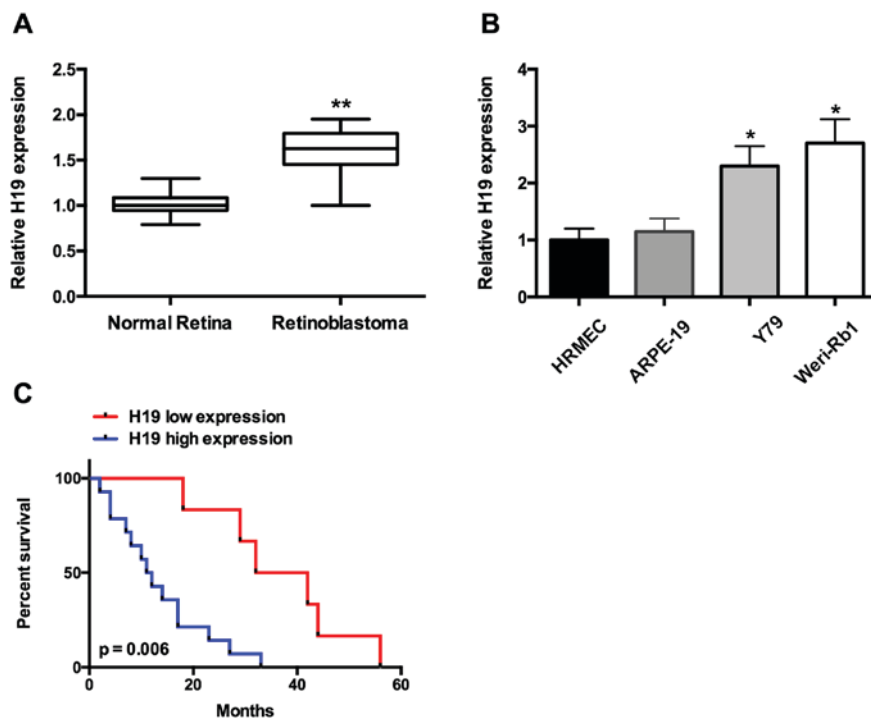 A
Relative H19 expression
2.5
2.0
1.5
1.0
0.5
0.0
**
Normal Retina
Retinoblastoma
B
Relative H19 expression
4
3
2
1
0
*
*
HRMEC
ARPE-19
Y79
Weri-Rb1
C
H19 low expression
H19 high expression
Percent survival
100
50
0
p = 0.006
0
20
40
60
Months